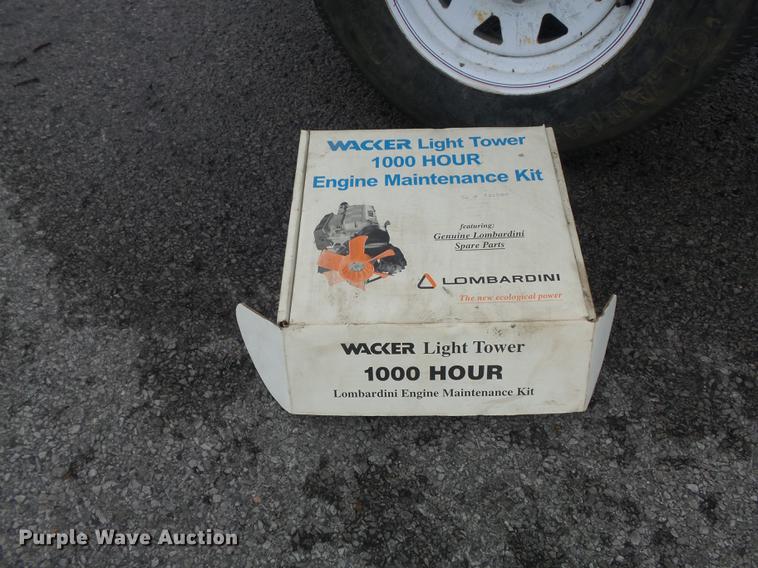 WACKER Light Tower
1000 HOUR
Engine Maintenance Kit
featuring:
Genuine Lombardini
Spare Parts
LOMBARDINI
The new ecological power
WACKER Light Tower
1000 HOUR
Lombardini Engine Maintenance Kit
Purple Wave Auction